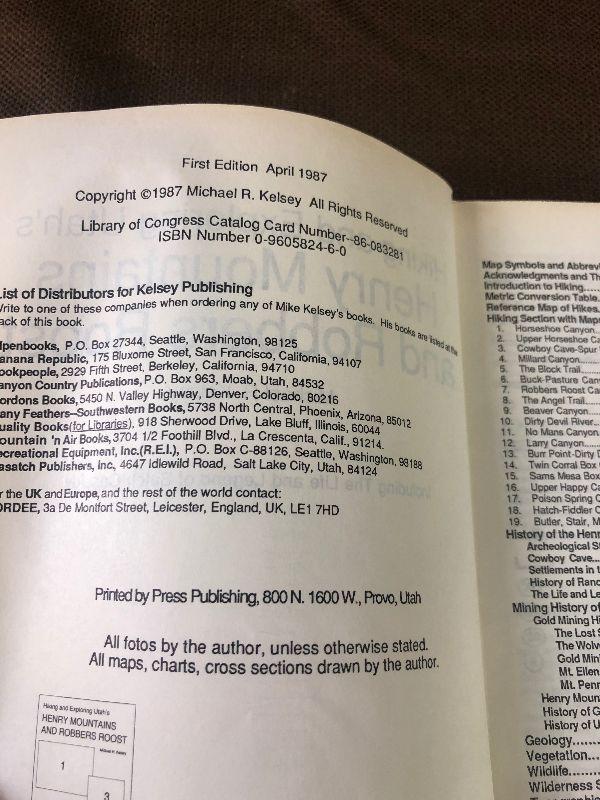 First Edition April 1987
Copyright ©1987 Michael R. Kelsey All Rights Reserved
Library of Congress Catalog Card Number--86-083281
ISBN Number 0-9605824-6-0
List of Distributors for Kelsey Publishing
Write to one of these companies when ordering any of Mike Kelsey's books. His books are listed at the
back of this book.
lpenbooks, P.O. Box 27344, Seattle, Washington, 98125
anana Republic, 175 Bluxome Street, San Francisco, California, 94107
ookpeople, 2929 Fifth Street, Berkeley, California, 94710
anyon Country Publications, P.O. Box 963, Moab, Utah, 84532
ordons Books, 5450 N. Valley Highway, Denver, Colorado, 80216
any Feathers--Southwestern Books, 5738 North Central, Phoenix, Arizona, 85012
uality Books(for Libraries), 918 Sherwood Drive, Lake Bluff, Illinois, 60044
ountain 'n Air Books, 3704 1/2 Foothill Blvd., La Crescenta, Calif., 91214
ecreational Equipment, Inc.(R.E.I.), P.O. Box C-88126, Seattle, Washington, 98188
asatch Publishers, Inc, 4647 Idlewild Road, Salt Lake City, Utah, 84124
r the UK and Europe, and the rest of the world contact:
ORDEE, 3a De Montfort Street, Leicester, England, UK, LE1 7HD
Printed by Press Publishing, 800 N. 1600 W., Provo, Utah
All fotos by the author, unless otherwise stated.
All maps, charts, cross sections drawn by the author.
Hiking and Exploring Utah's
HENRY MOUNTAINS
AND ROBBERS ROOST
1
3
Map Symbols and Abbrev
Acknowledgments and Th
Introduction to Hiking....
Metric Conversion Table.
Reference Map of Hikes.
Hiking Section with Maps
1. Horseshoe Canyon..
2. Upper Horseshoe Ca
3. Cowboy Cave-Spur
4. Millard Canyon...
5. The Block Trail....
6. Buck-Pasture Can
7. Robbers Roost Ca
8. The Angel Trail...
9. Beaver Canyon..
10. Dirty Devil River..
11. No Mans Canyon
12. Larry Canyon...
13. Burr Point-Dirty D
14. Twin Corral Box C
15. Sams Mesa Box
16. Upper Happy Ca
17. Poison Spring C
18. Hatch-Fiddler C
19. Butler, Stair, M
History of the Henr
Archeological S
Cowboy Cave...
Settlements in t
History of Ranc
The Life and Le
Mining History of
Gold Mining Hi
The Lost S
The Wolve
Gold Min
Mt. Ellen
Mt. Penn
Henry Moun
History of G
History of U
Geology......
Vegetation...
Wildlife......
Wilderness S